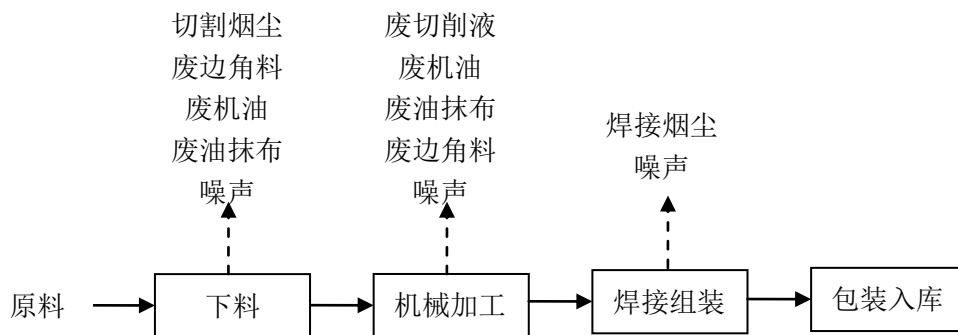 切割烟尘
废边角料
废机油
废油抹布
噪声
废切削液
废机油
废油抹布
废边角料
噪声
焊接烟尘
噪声
原料
下料
机械加工
焊接组装
包装入库